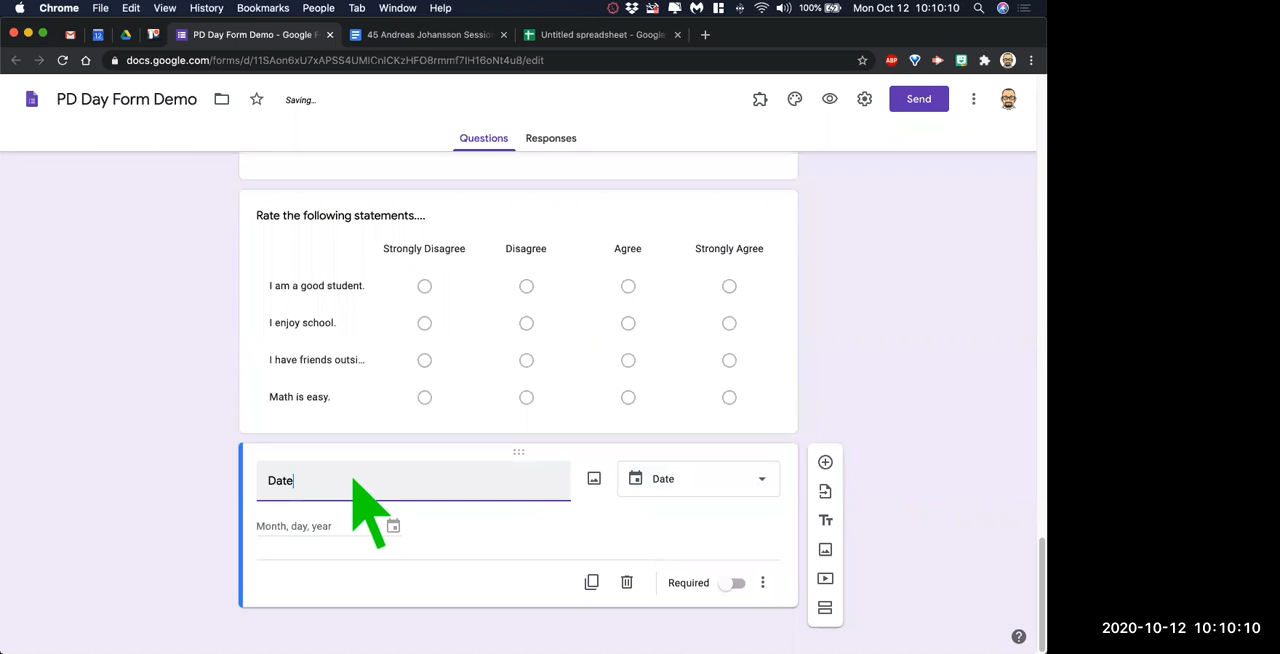 Chrome File Edit View History Bookmarks People Tab Window Help 100% Mon Oct 12 10:10:10
PD Day Form Demo - Google F 45 Andreas Johansson Sessio Untitled spreadsheet - Google
docs.google.com/forms/d/11SAon6xU7xAPSS4UMlCnICKzHFO8rmmf7IH16oNt4u8/edit ABP
PD Day Form Demo Saving... Send
Questions Responses
Rate the following statements....
Strongly Disagree Disagree Agree Strongly Agree
I am a good student.
I enjoy school.
I have friends outsi...
Math is easy.
Date Date
Month, day, year
Required
2020-10-12 10:10:10